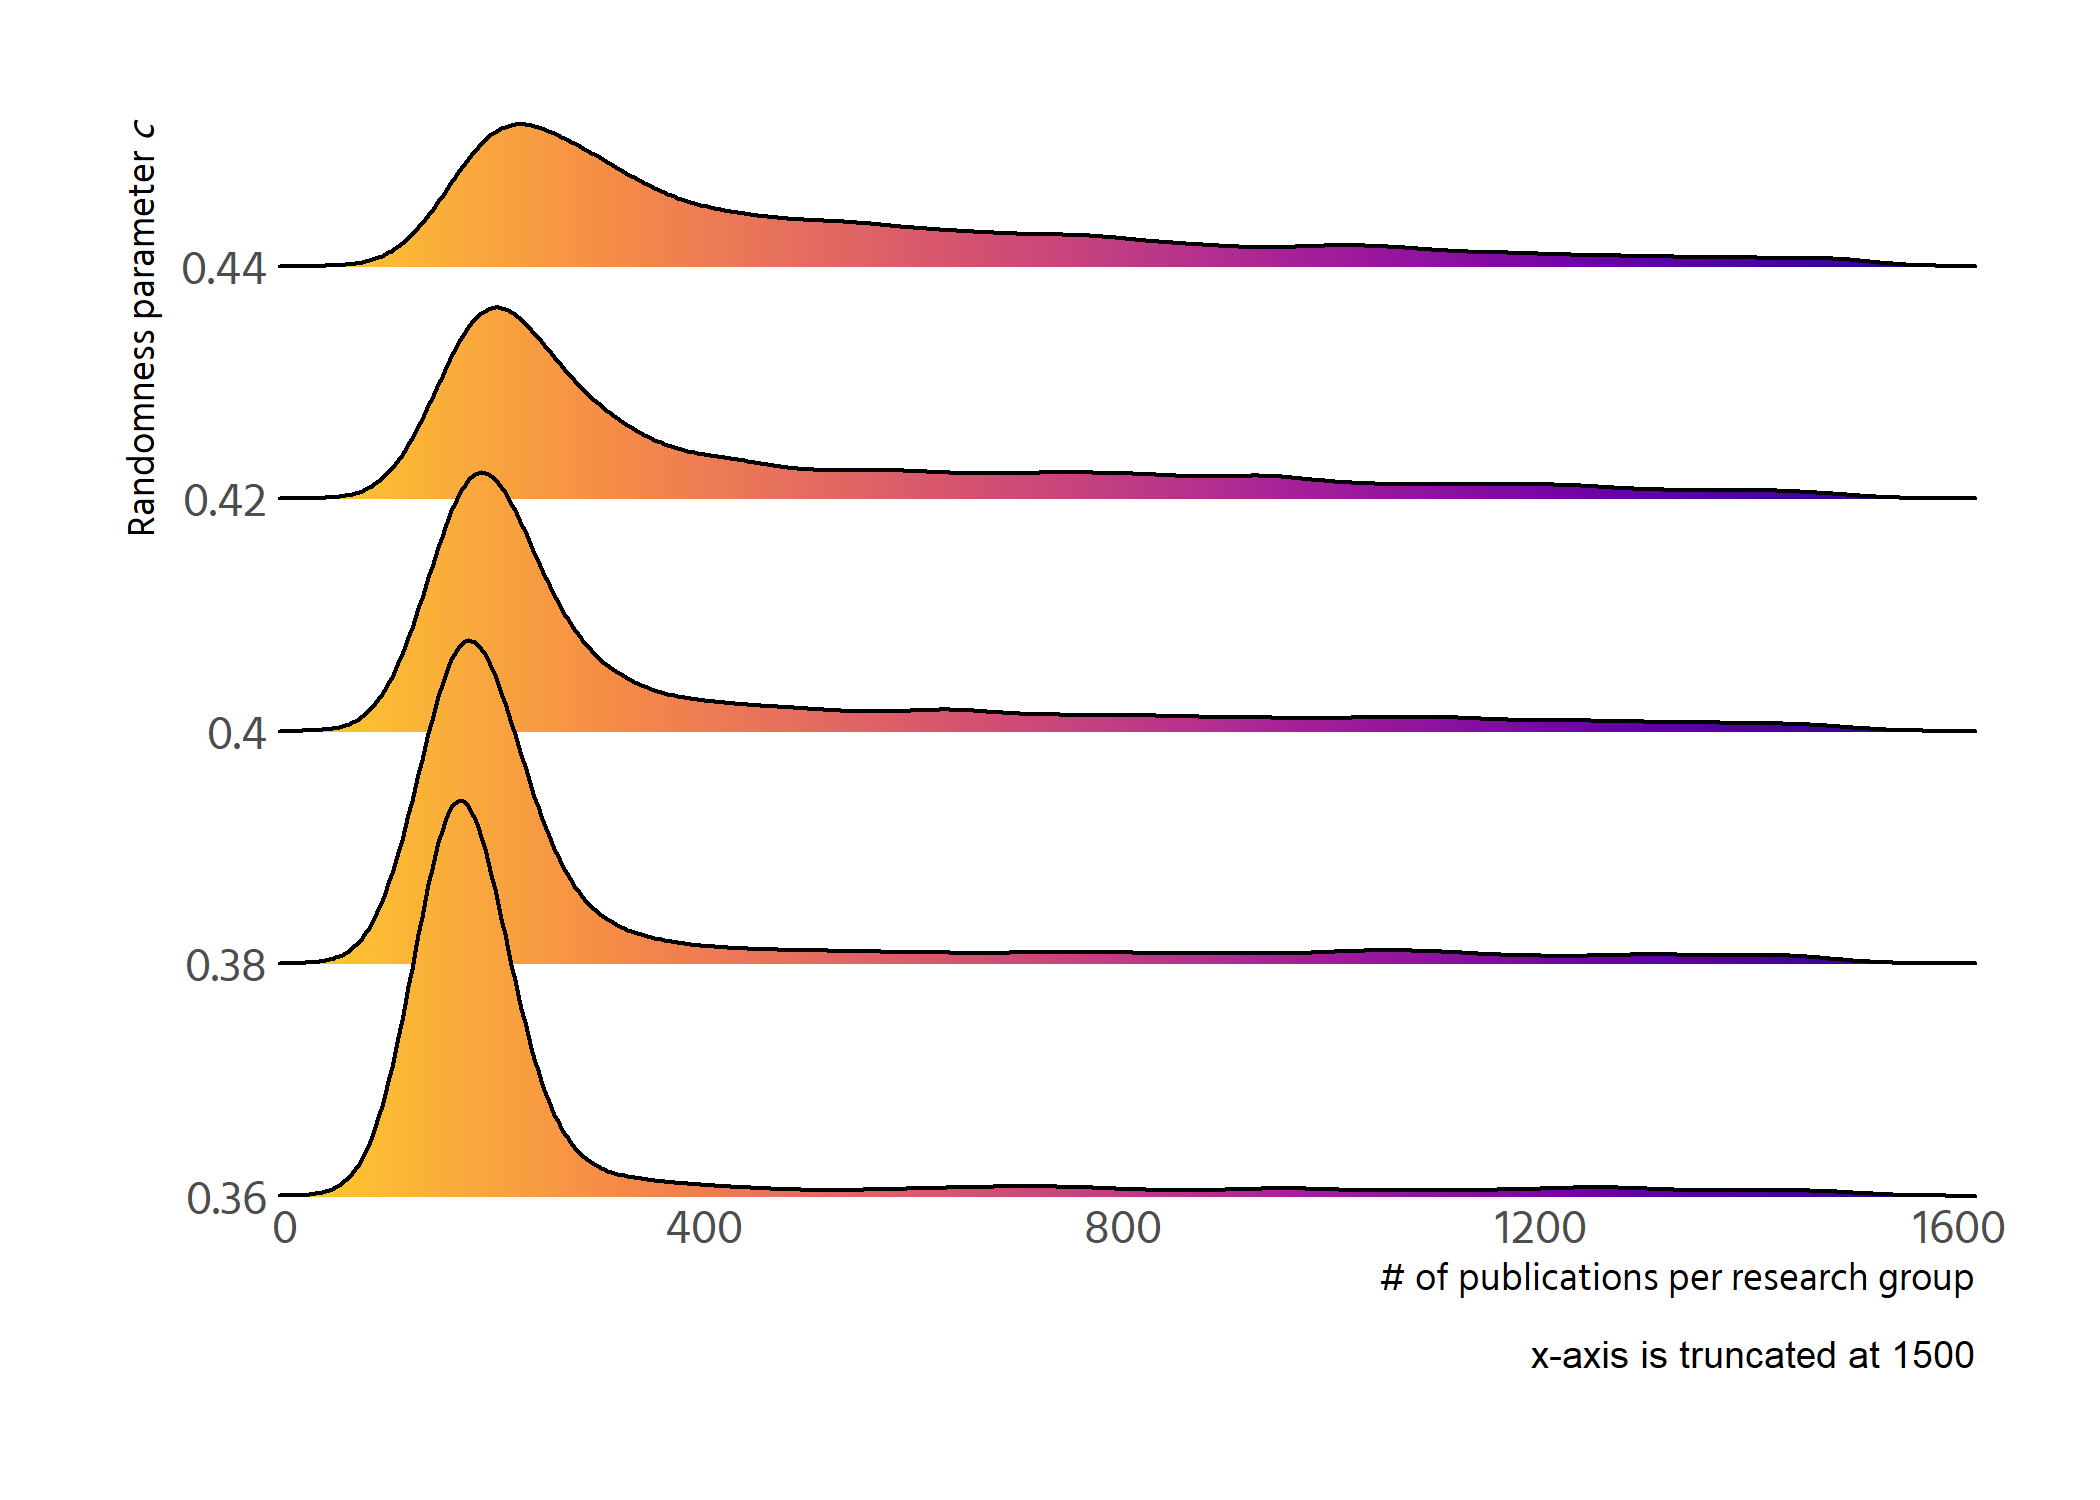 Randomness parameter c
0.44
0.42
0.4
0.38
0.36
0 400 800 1200 1600
# of publications per research group
x-axis is truncated at 1500